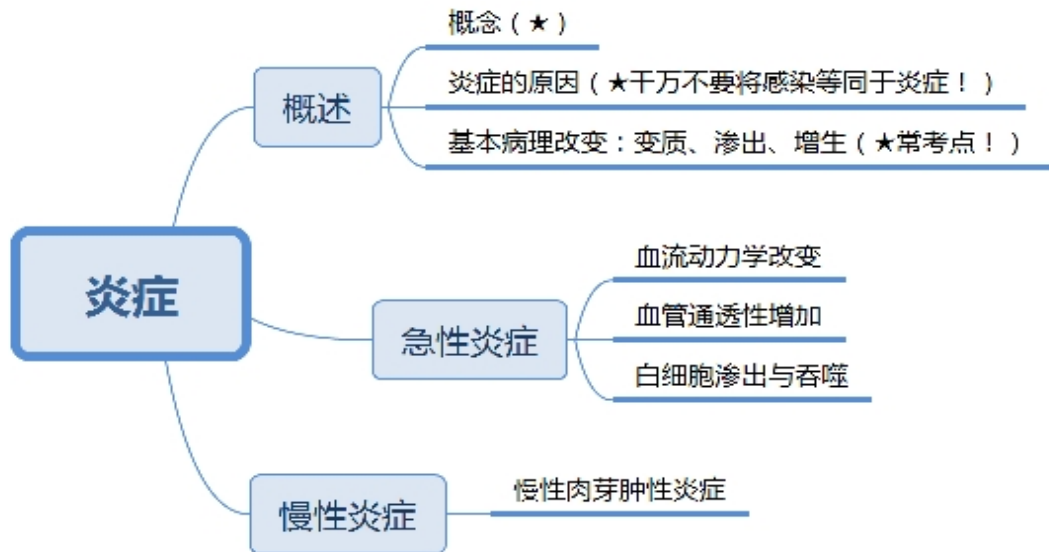 概念（★）
炎症的原因（★千万不要将感染等同于炎症！）
概述
基本病理改变：变质、渗出、增生（★常考点！）
炎症
血流动力学改变
血管通透性增加
急性炎症
白细胞渗出与吞噬
慢性肉芽肿性炎症
慢性炎症